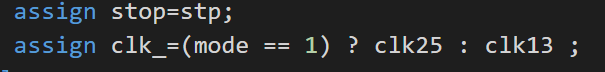 assign stop=stp;
assign clk_=(mode == 1) ? clk25 : clk13 ;